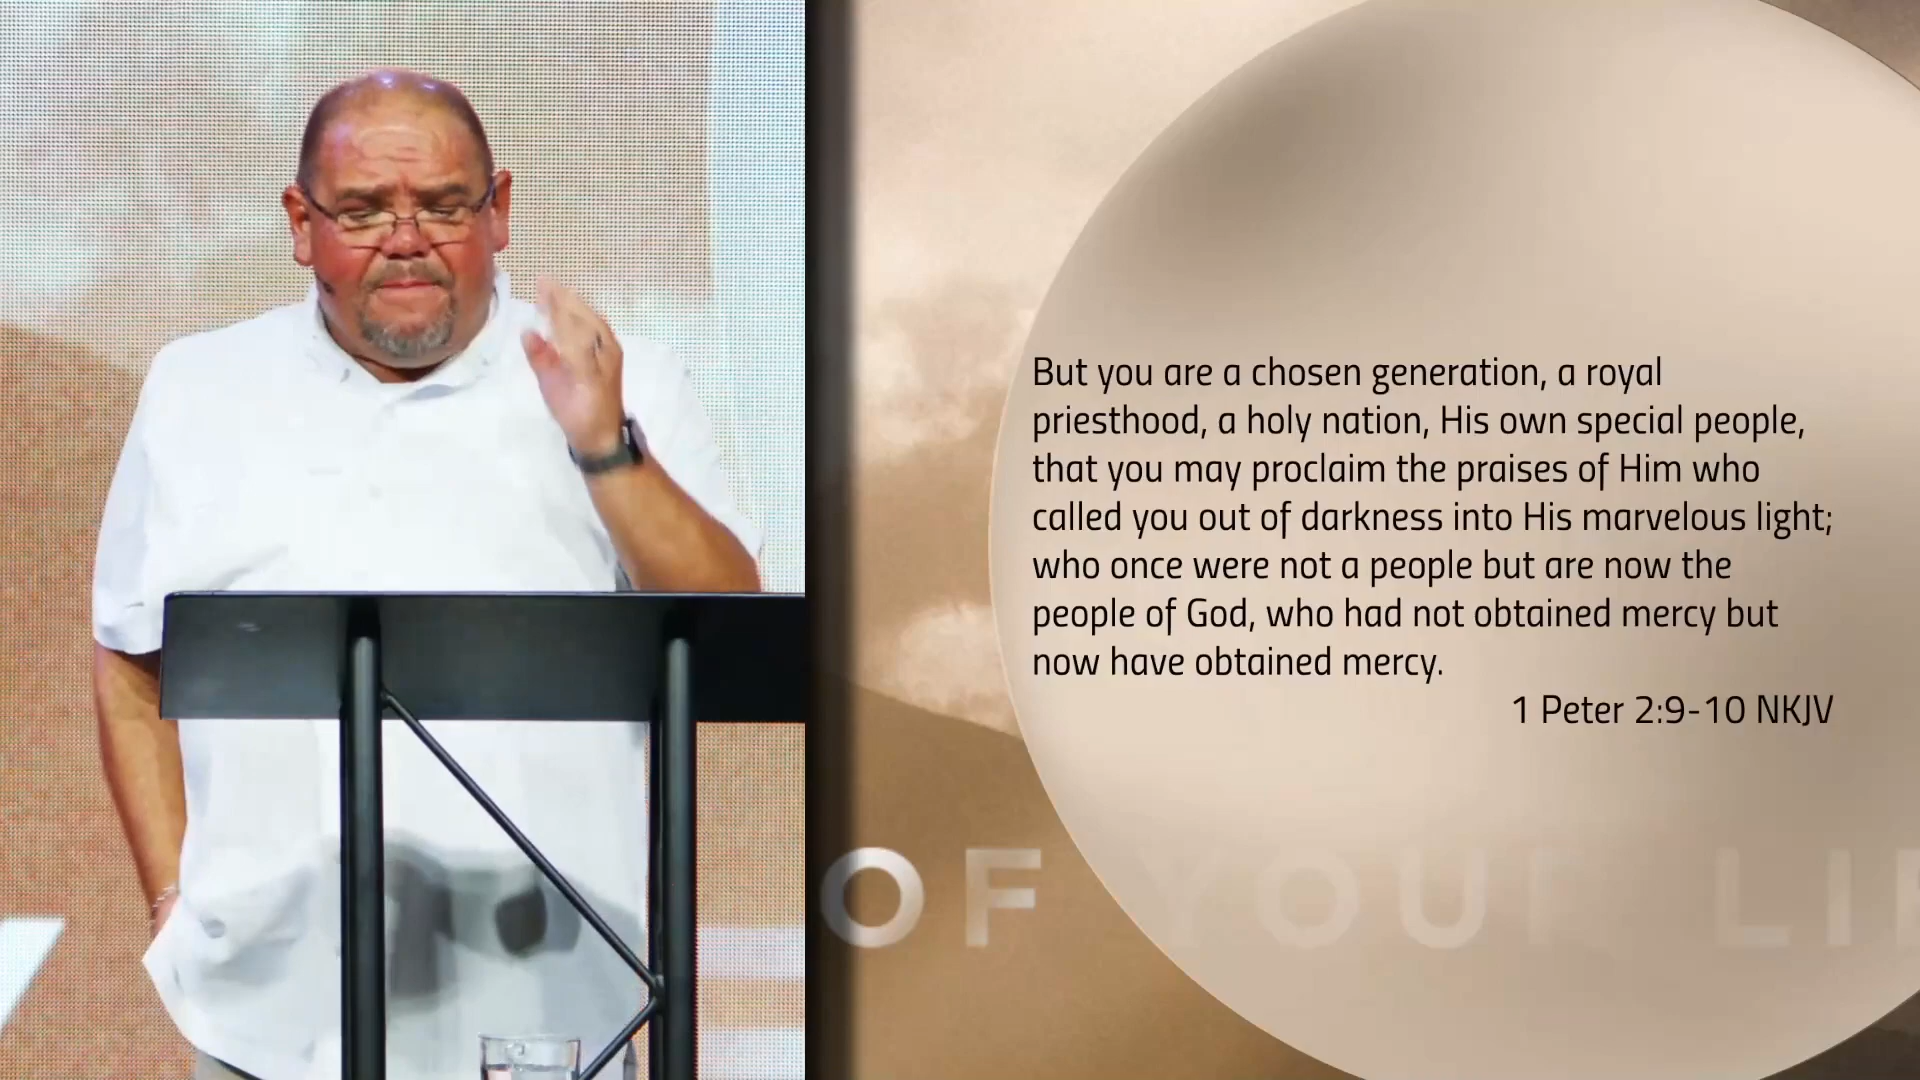 But you are a chosen generation, a royal
priesthood, a holy nation, His own special people,
that you may proclaim the praises of Him who
called you out of darkness into His marvelous light;
who once were not a people but are now the
people of God, who had not obtained mercy but
now have obtained mercy.
1 Peter 2:9-10 NKJV
OF YOUR